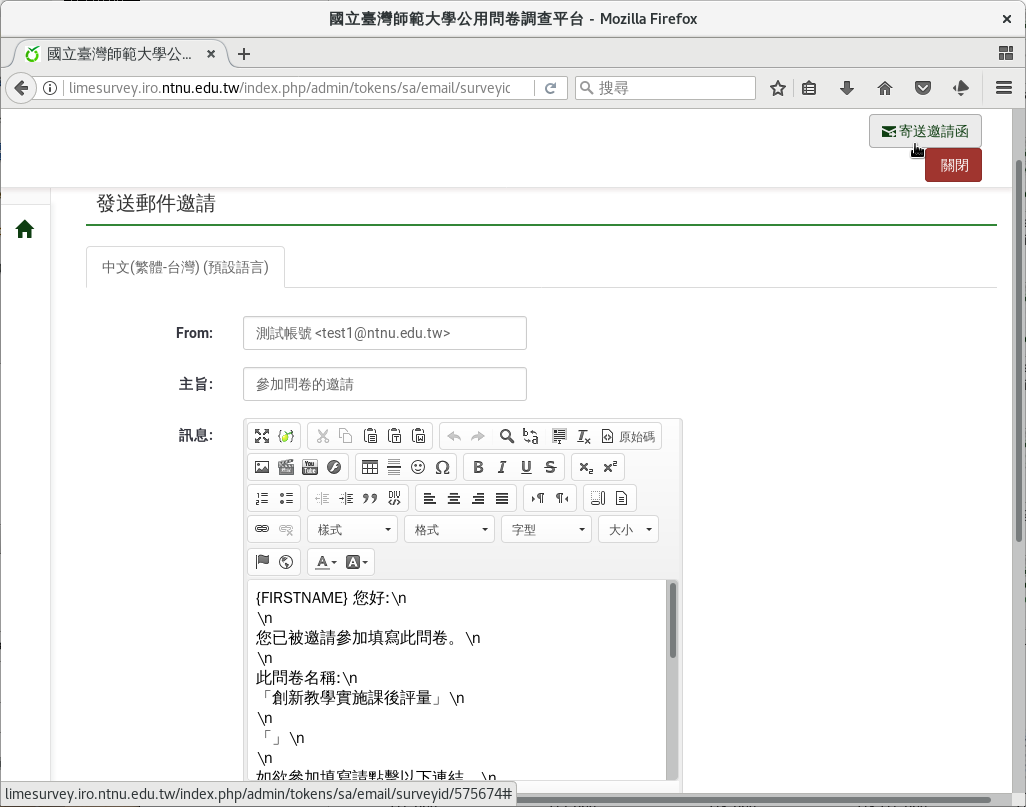 國立臺灣師範大學公用問卷調查平台 - Mozilla Firefox
國立臺灣師範大學公...
limesurvey.iro.ntnu.edu.tw/index.php/admin/tokens/sa/email/surveyic
搜尋
寄送邀請函
關閉
發送郵件邀請
中文(繁體-台灣) (預設語言)
From:
測試帳號 <test1@ntnu.edu.tw>
主旨:
參加問卷的邀請
訊息:
原始碼
You Tube
B I U S x₂ x²
DIV
樣式 格式 字型 大小
A A
{FIRSTNAME} 您好:\n
\n
您已被邀請參加填寫此問卷。\n
\n
此問卷名稱:\n
「創新教學實施課後評量」\n
\n
「」\n
\n
如欲參加填寫請點擊以下連結。\n
limesurvey.iro.ntnu.edu.tw/index.php/admin/tokens/sa/email/surveyid/575674#